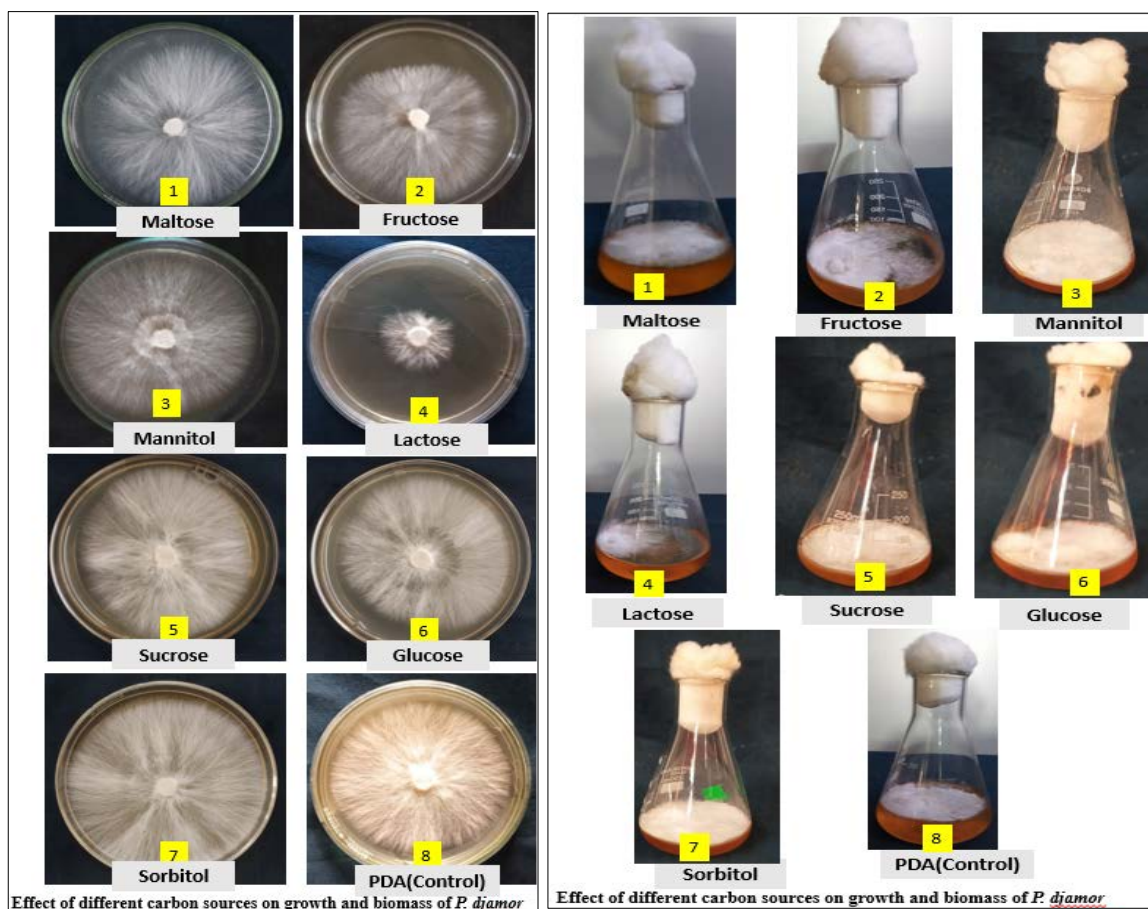 1
Maltose
2
Fructose
3
Mannitol
4
Lactose
5
Sucrose
6
Glucose
7
Sorbitol
8
PDA(Control)
Effect of different carbon sources on growth and biomass of P. djamor
1
Maltose
2
Fructose
3
Mannitol
4
Lactose
250
200
5
Sucrose
6
Glucose
7
Sorbitol
8
PDA(Control)
Effect of different carbon sources on growth and biomass of P. djamor